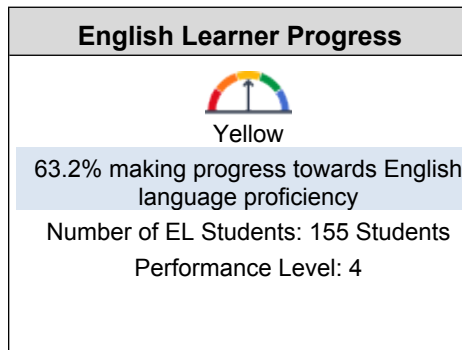 English Learner Progress
Yellow
63.2% making progress towards English
language proficiency
Number of EL Students: 155 Students
Performance Level: 4